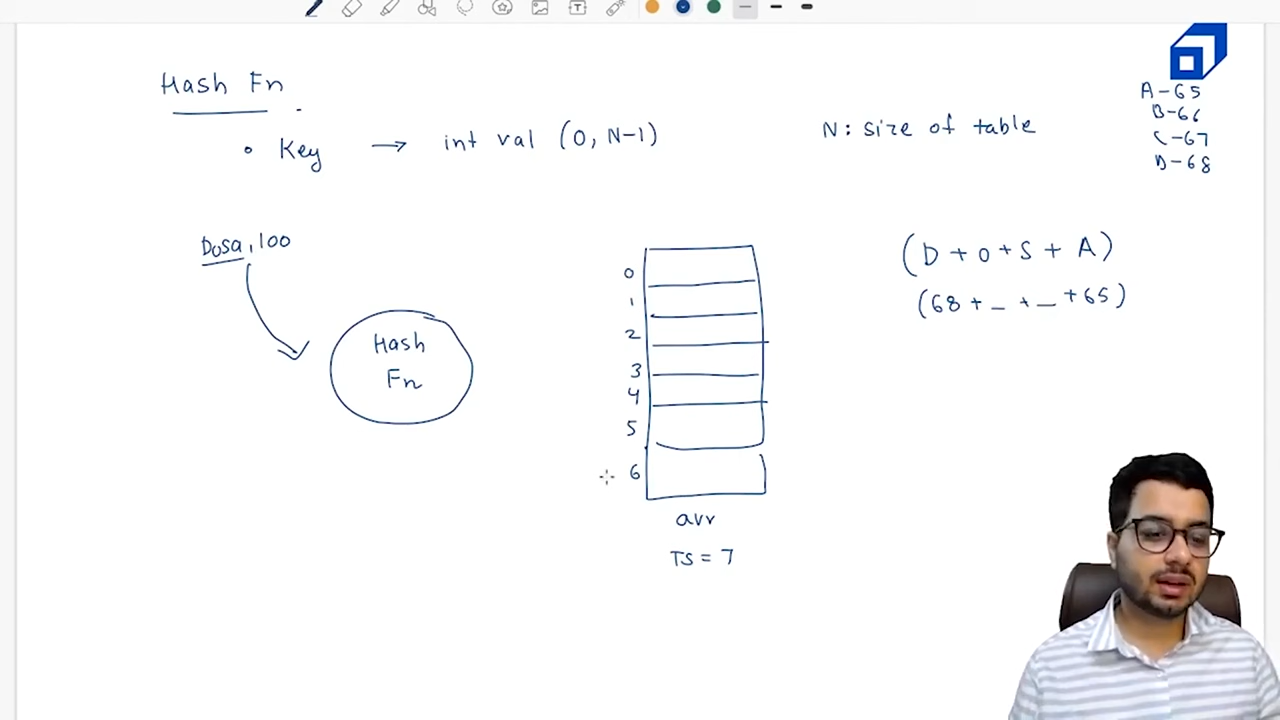 Hash Fn
• Key → int val (0, N-1)
N: size of table
A-65
B-66
C-67
D-68
Dosa, 100
Hash
Fn
0
1
2
3
4
5
6
arr
TS = 7
(D + O + S + A)
(68 + _ + _ + 65)